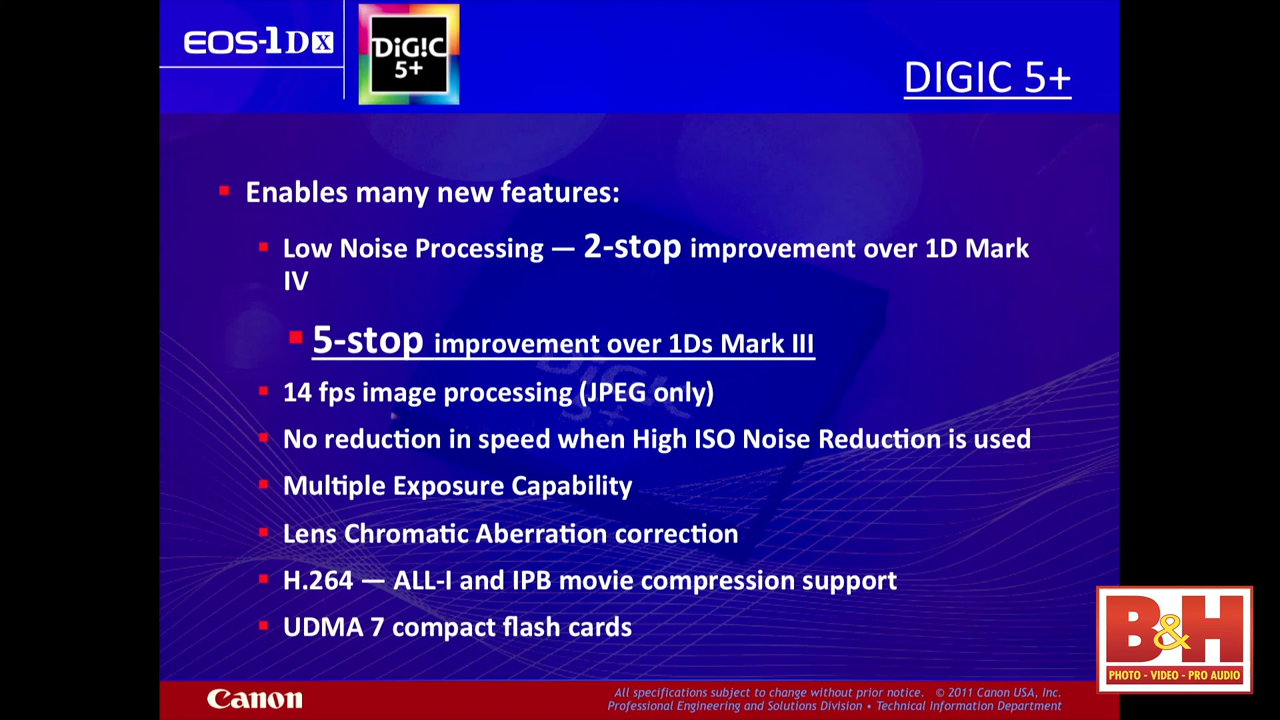 EOS-1DX
DiG!C
5+
DIGIC 5+
Enables many new features:
Low Noise Processing — 2-stop improvement over 1D Mark
IV
5-stop improvement over 1Ds Mark III
DiG!C
5+
14 fps image processing (JPEG only)
No reduction in speed when High ISO Noise Reduction is used
Multiple Exposure Capability
Lens Chromatic Aberration correction
H.264 — ALL-I and IPB movie compression support
UDMA 7 compact flash cards
B&H
PHOTO - VIDEO - PRO AUDIO
Canon
All specifications subject to change without prior notice. © 2011 Canon USA, Inc.
Professional Engineering and Solutions Division • Technical Information Department